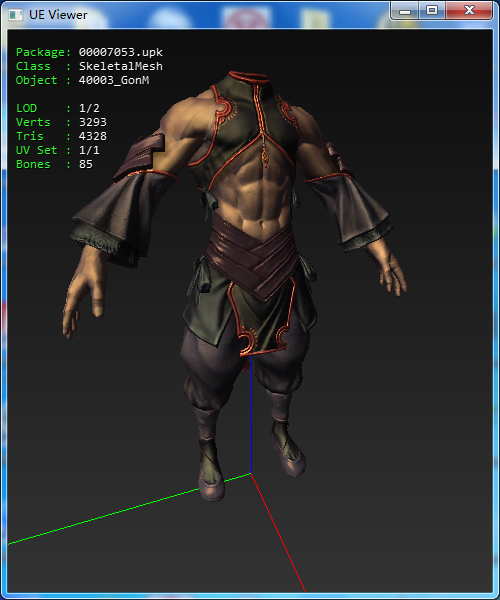 UE Viewer
Package: 00007053.upk
Class : SkeletalMesh
Object : 40003_GonM
LOD : 1/2
Verts : 3293
Tris : 4328
UV Set : 1/1
Bones : 85